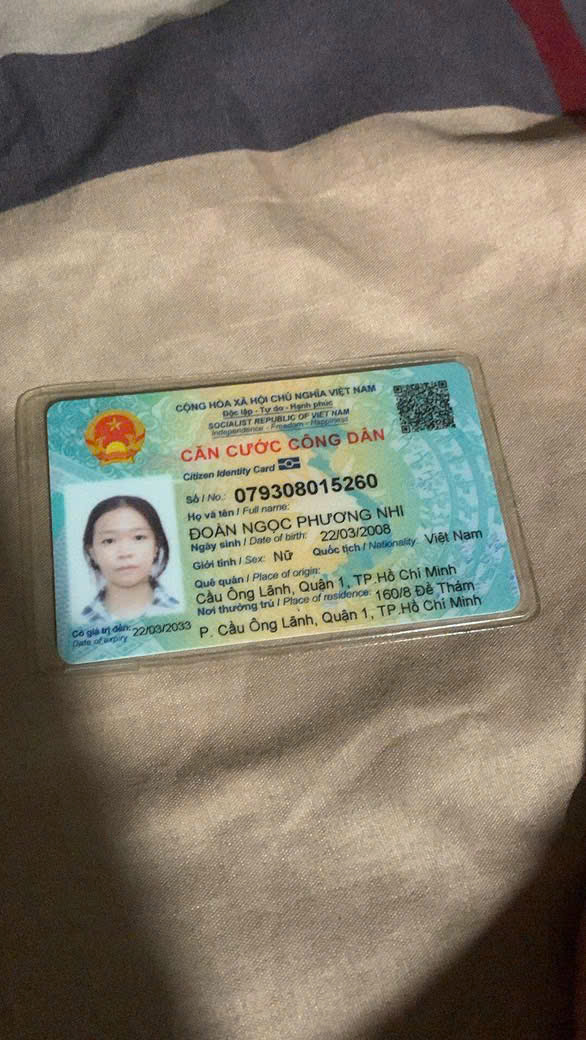 CỘNG HÒA XÃ HỘI CHỦ NGHĨA VIỆT NAM
Độc lập - Tự do - Hạnh phúc
SOCIALIST REPUBLIC OF VIET NAM
Independence - Freedom - Happiness
CĂN CƯỚC CÔNG DÂN
Citizen Identity Card
Số / No.: 079308015260
Họ và tên / Full name:
ĐOÀN NGỌC PHƯƠNG NHI
Ngày sinh / Date of birth: 22/03/2008
Giới tính / Sex: Nữ Quốc tịch / Nationality: Việt Nam
Quê quán / Place of origin:
Cầu Ông Lãnh, Quận 1, TP.Hồ Chí Minh
Nơi thường trú / Place of residence: 160/8 Đề Thám
P. Cầu Ông Lãnh, Quận 1, TP.Hồ Chí Minh
Có giá trị đến: 22/03/2033
Date of expiry